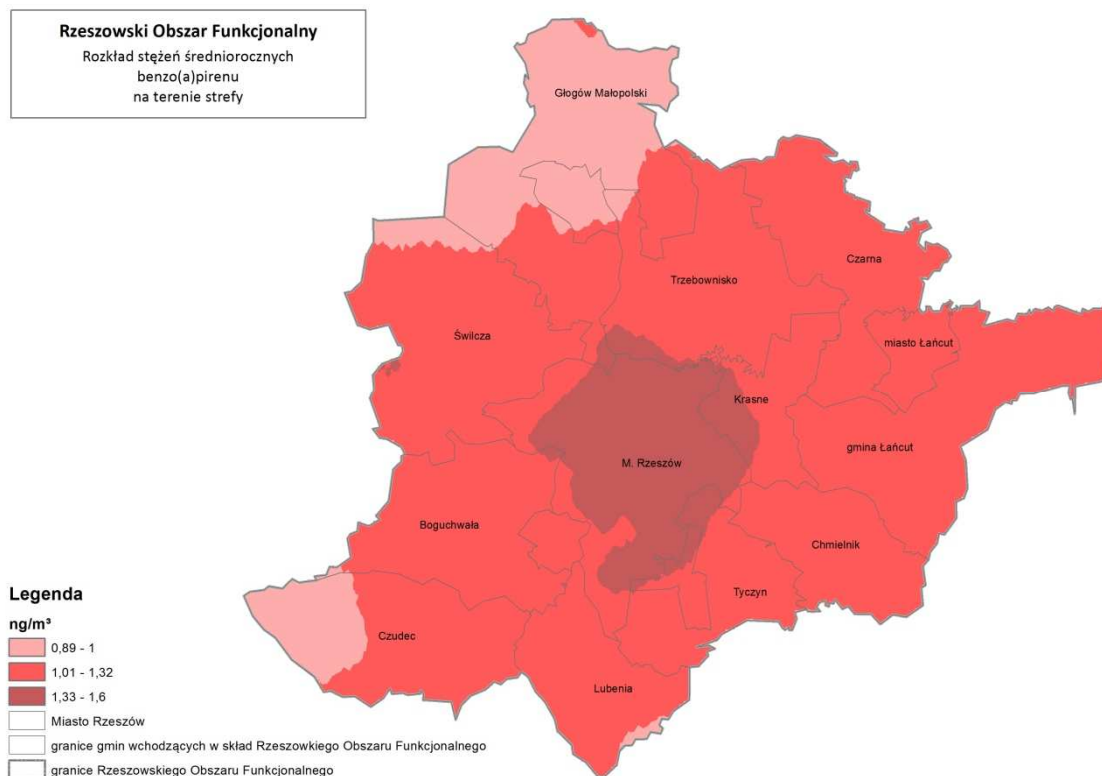 Rzeszowski Obszar Funkcjonalny
Rozkład stężeń średniorocznych
benzo(a)pirenu
na terenie strefy
Głogów Małopolski
Czarna
Trzebownisko
Świlcza
miasto Łańcut
Krasne
gmina Łańcut
M. Rzeszów
Boguchwała
Chmielnik
Tyczyn
Czudec
Lubenia
Legenda
ng/m³
0,89 - 1
1,01 - 1,32
1,33 - 1,6
Miasto Rzeszów
granice gmin wchodzących w skład Rzeszowkiego Obszaru Funkcjonalnego
granice Rzeszowskiego Obszaru Funkcjonalnego